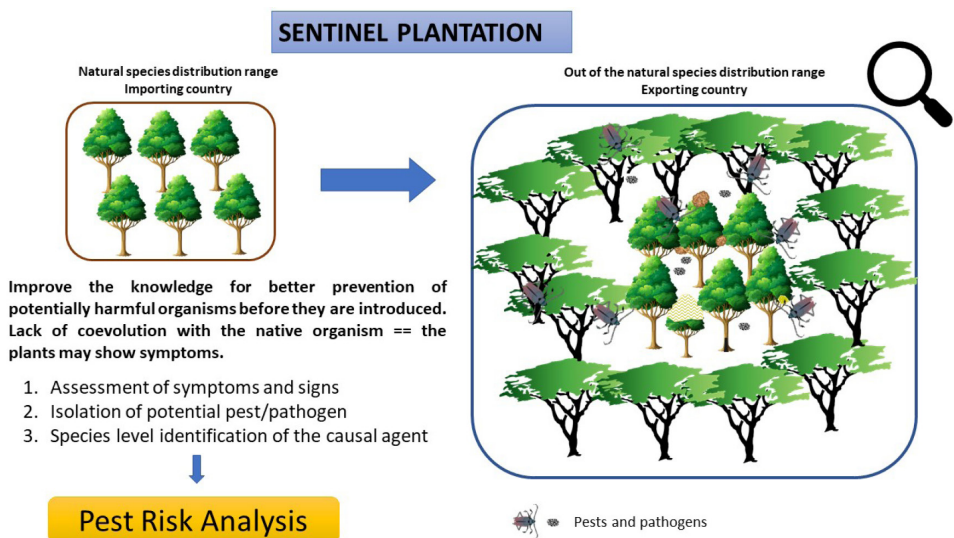 SENTINEL PLANTATION
Natural species distribution range
Importing country
Out of the natural species distribution range
Exporting country
Improve the knowledge for better prevention of
potentially harmful organisms before they are introduced.
Lack of coevolution with the native organism == the
plants may show symptoms.
1. Assessment of symptoms and signs
2. Isolation of potential pest/pathogen
3. Species level identification of the causal agent
Pest Risk Analysis
Pests and pathogens